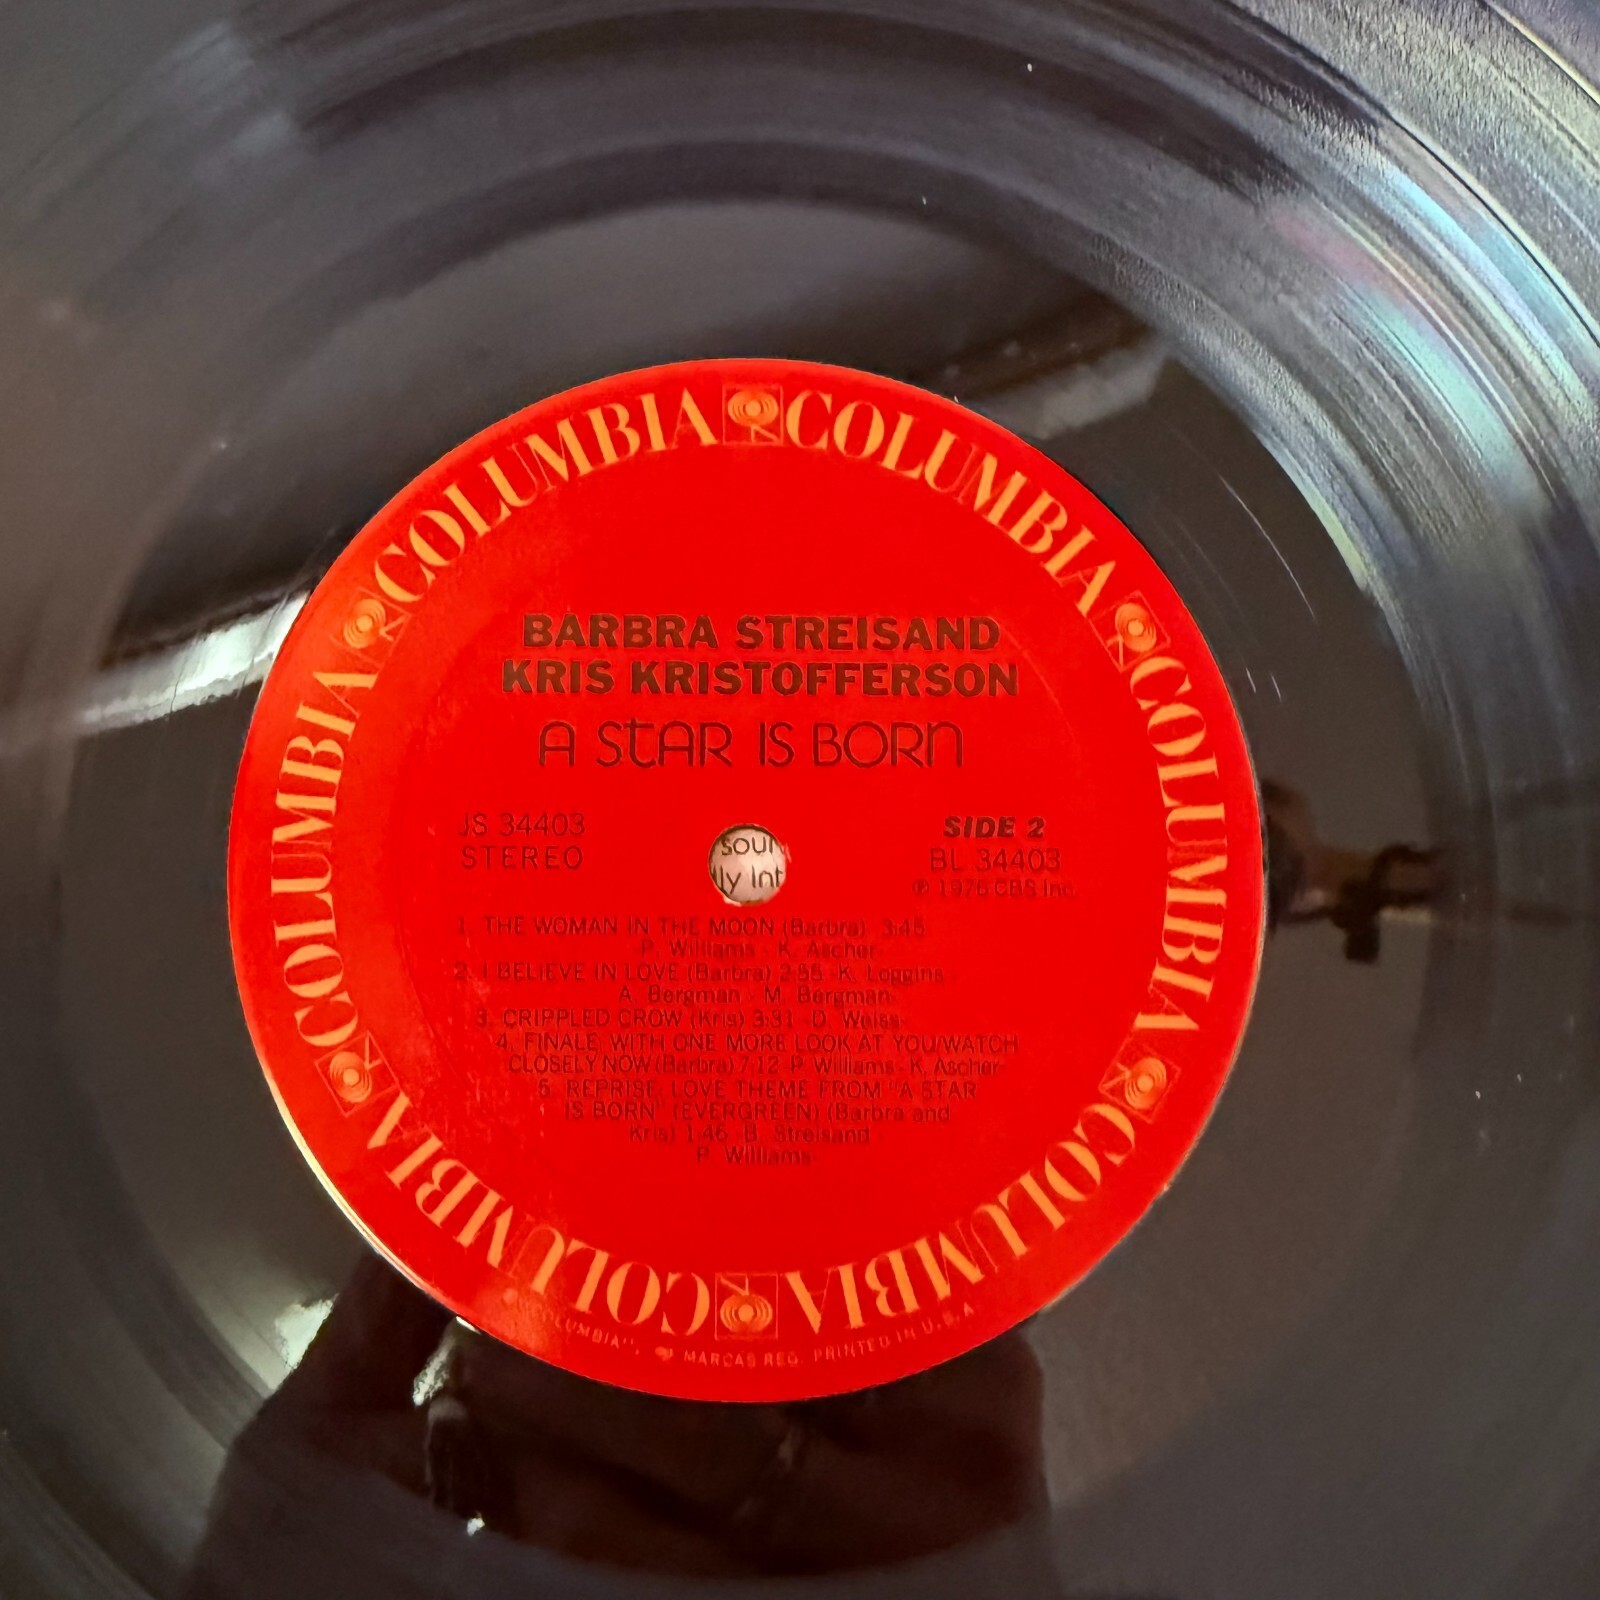 COLUMBIA COLUMBIA COLUMBIA COLUMBIA COLUMBIA COLUMBIA
BARBRA STREISAND
KRIS KRISTOFFERSON
A STAR IS BORN
JS 34403
STEREO
SIDE 2
BL 34403
℗ 1976 CBS Inc.
sour
ly Int
1. THE WOMAN IN THE MOON (Barbra) 3:45
P. Williams - K. Ascher-
2. I BELIEVE IN LOVE (Barbra) 2:55 -K. Loggins
A. Bergman - M. Bergman-
3. CRIPPLED CROW (Kris) 3:31 -D. Weiss-
4. FINALE, WITH ONE MORE LOOK AT YOU/WATCH
CLOSELY NOW (Barbra) 7:12 -P. Williams - K. Ascher-
5. REPRISE, LOVE THEME FROM "A STAR
IS BORN" (EVERGREEN) (Barbra and
Kris) 1:46 -B. Streisand
P. Williams-
COLUMBIA", MARCAS REG. PRINTED IN U.S.A